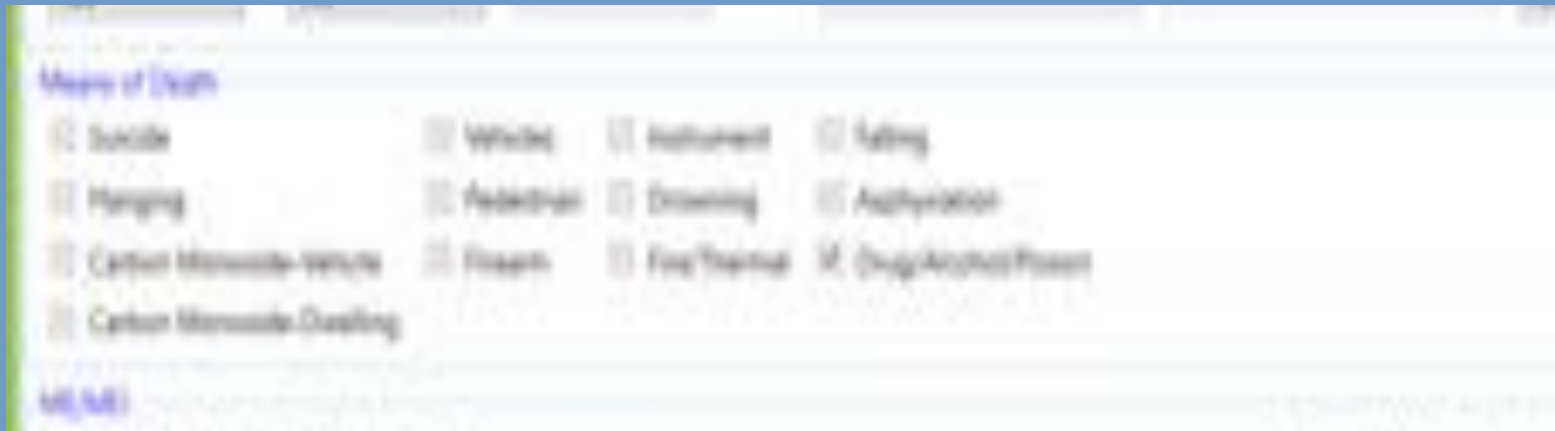 Means of Death
Suicide Vehicles Instrument Falling
Hanging Pedestrian Drowning Asphyxiation
Carbon Monoxide-Vehicle Firearm Fire/Thermal Drug/Alcohol/Poison
Carbon Monoxide-Dwelling
ME/MEI